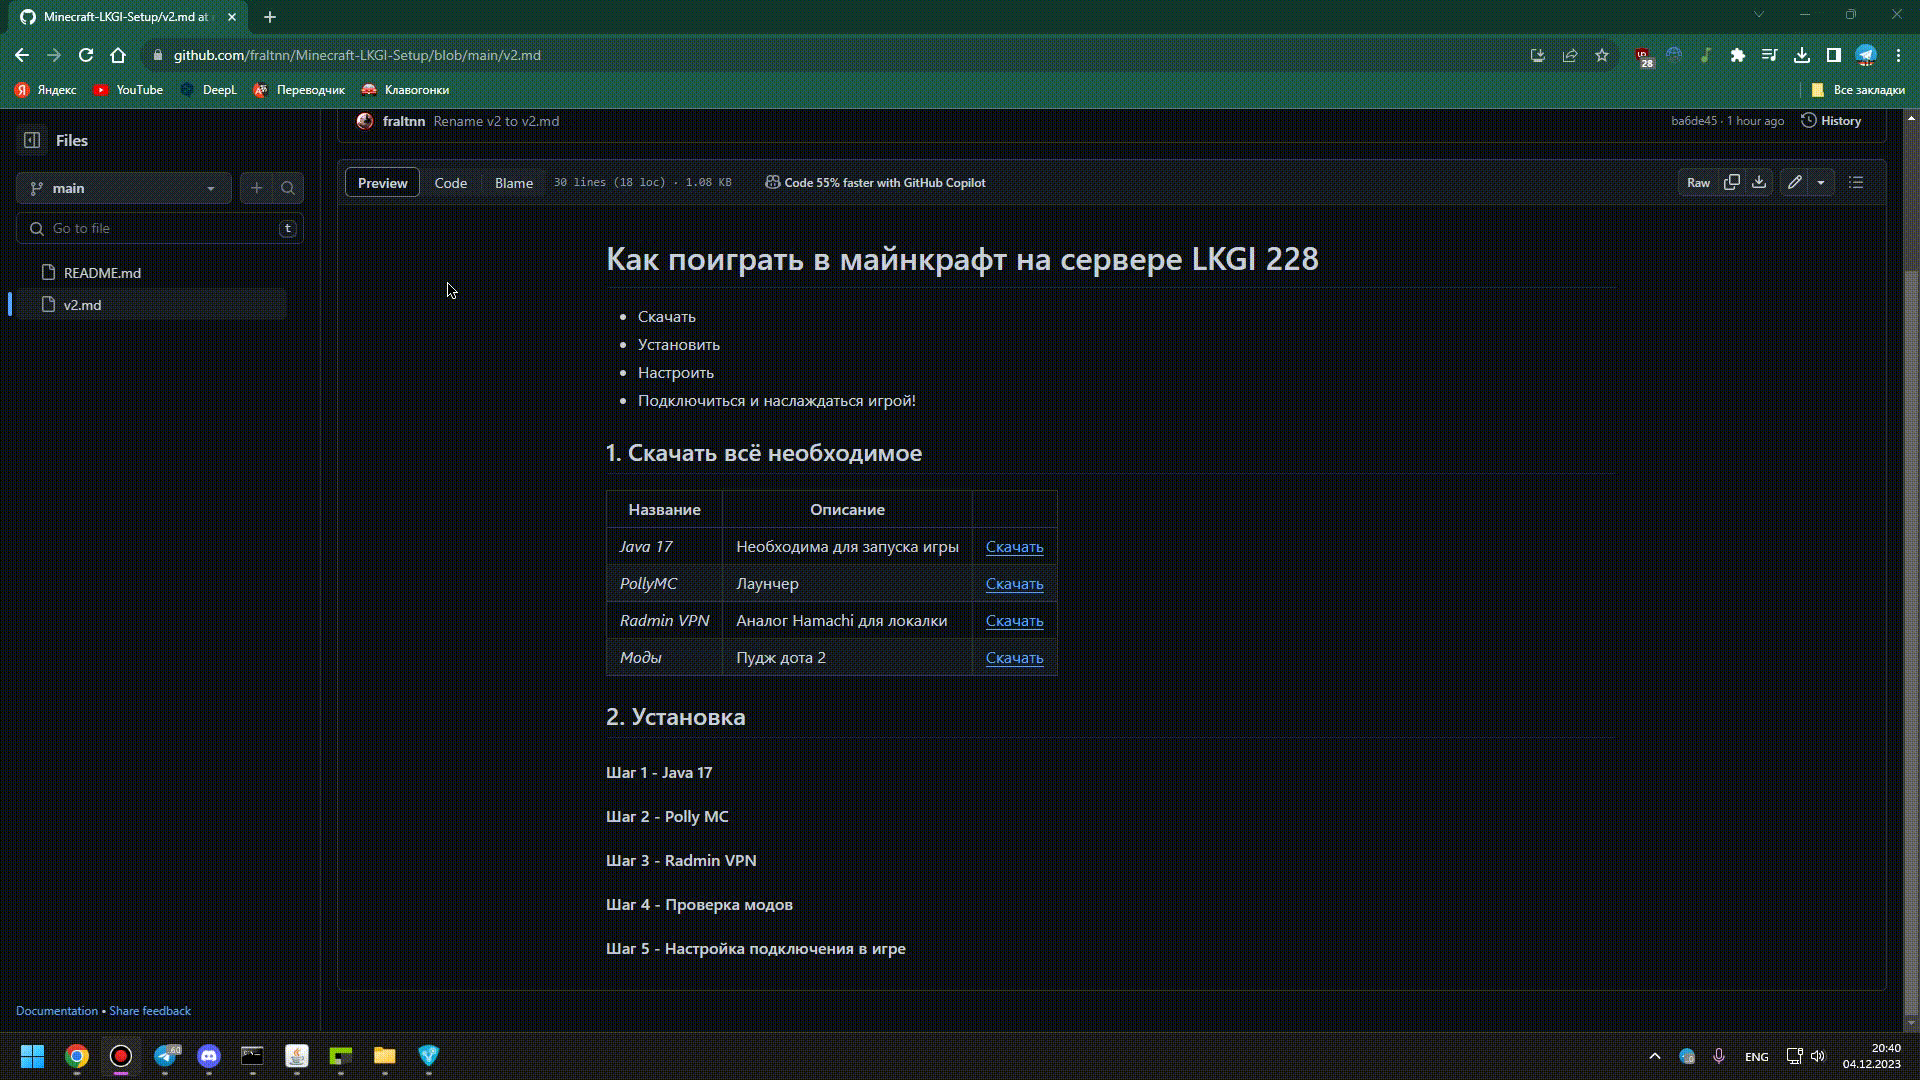 Minecraft-LKGI-Setup/v2.md at
github.com/fraltnn/Minecraft-LKGI-Setup/blob/main/v2.md
28
Яндекс
YouTube
DeepL
Переводчик
Клавогонки
Все закладки
Files
main
Go to file
t
README.md
v2.md
Documentation • Share feedback
fraltnn Rename v2 to v2.md
ba6de45 · 1 hour ago
History
Preview
Code
Blame
30 lines (18 loc) · 1.08 KB
Code 55% faster with GitHub Copilot
Raw
Как поиграть в майнкрафт на сервере LKGI 228
• Скачать
• Установить
• Настроить
• Подключиться и наслаждаться игрой!
1. Скачать всё необходимое
Название Описание
Java 17 Необходима для запуска игры Скачать
PollyMC Лаунчер Скачать
Radmin VPN Аналог Hamachi для локалки Скачать
Моды Пудж дота 2 Скачать
2. Установка
Шаг 1 - Java 17
Шаг 2 - Polly MC
Шаг 3 - Radmin VPN
Шаг 4 - Проверка модов
Шаг 5 - Настройка подключения в игре
60
ENG
20:40
04.12.2023